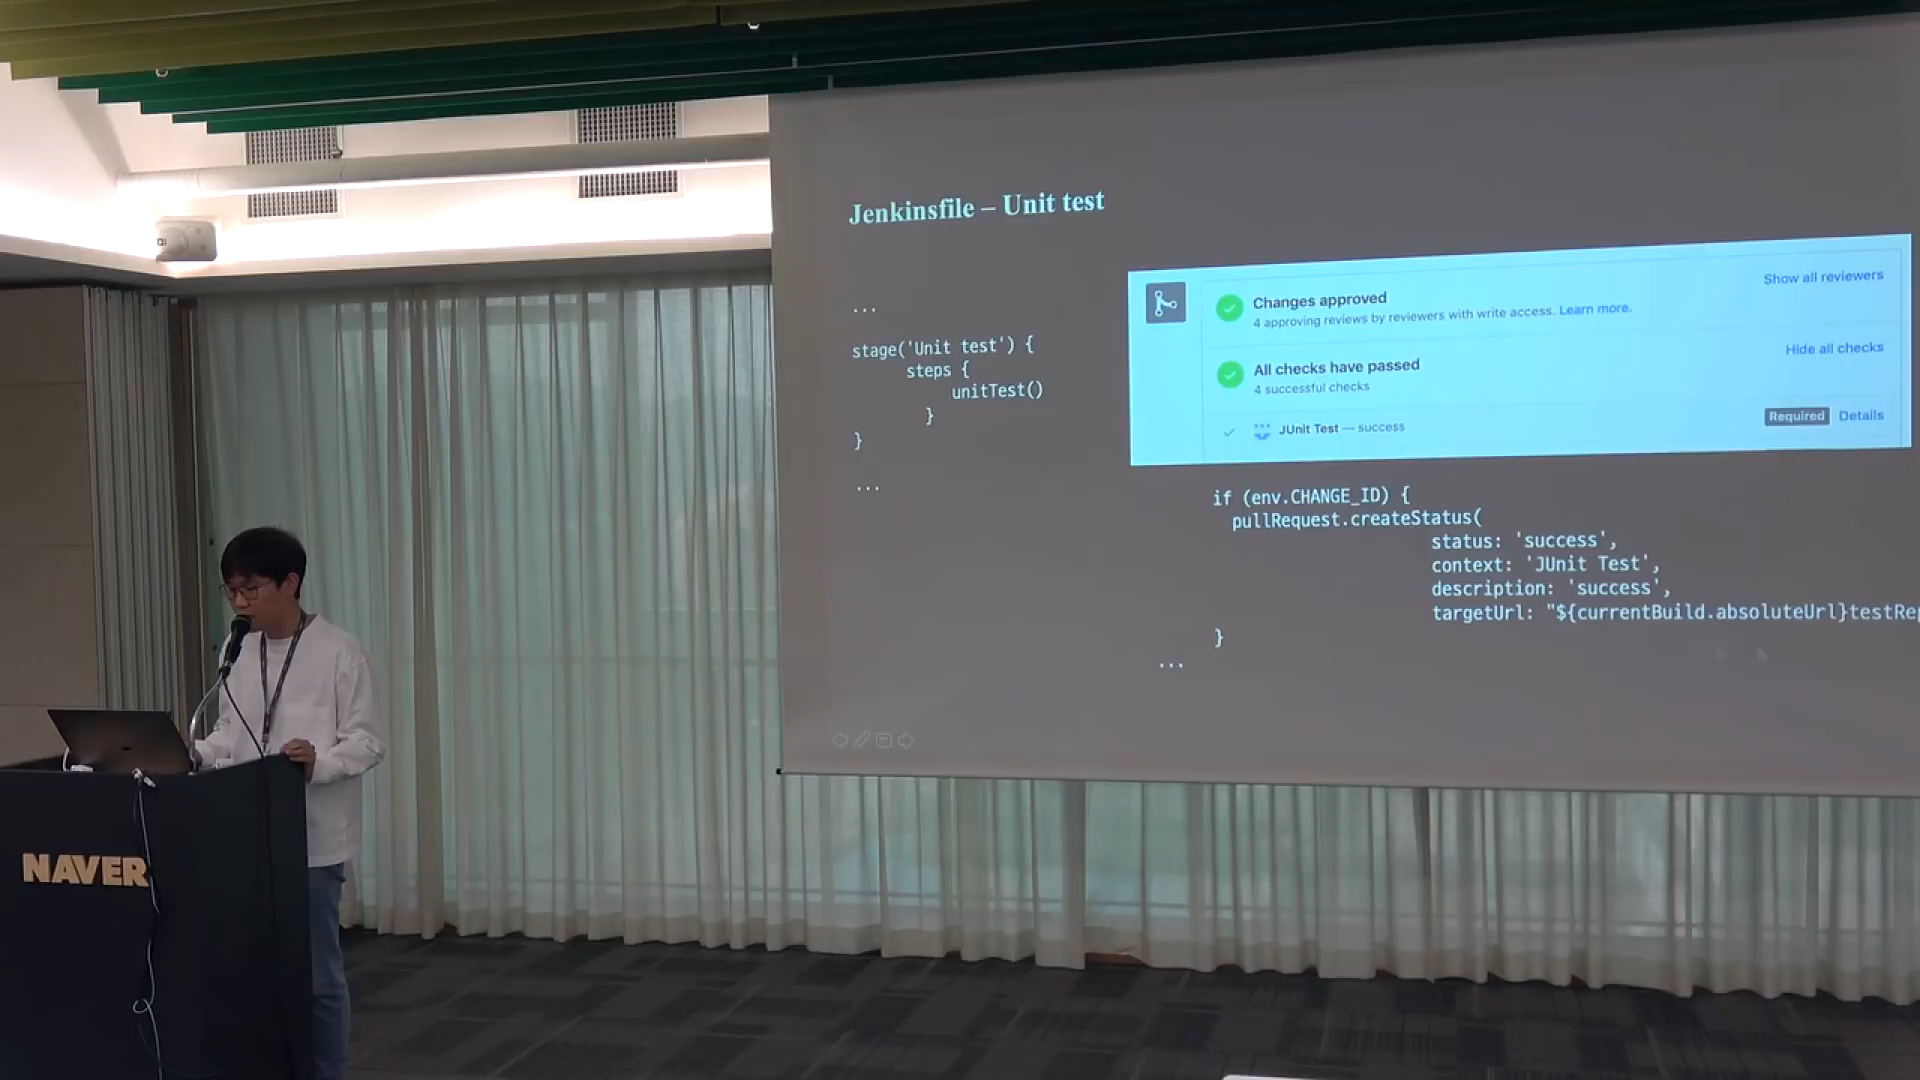 Jenkinsfile – Unit test
...
stage('Unit test') {
steps {
unitTest()
}
}
...
Changes approved
4 approving reviews by reviewers with write access. Learn more.
Show all reviewers
All checks have passed
4 successful checks
Hide all checks
JUnit Test — success
Required Details
if (env.CHANGE_ID) {
pullRequest.createStatus(
status: 'success',
context: 'JUnit Test',
description: 'success',
targetUrl: "${currentBuild.absoluteUrl}testRe
}
...
NAVER